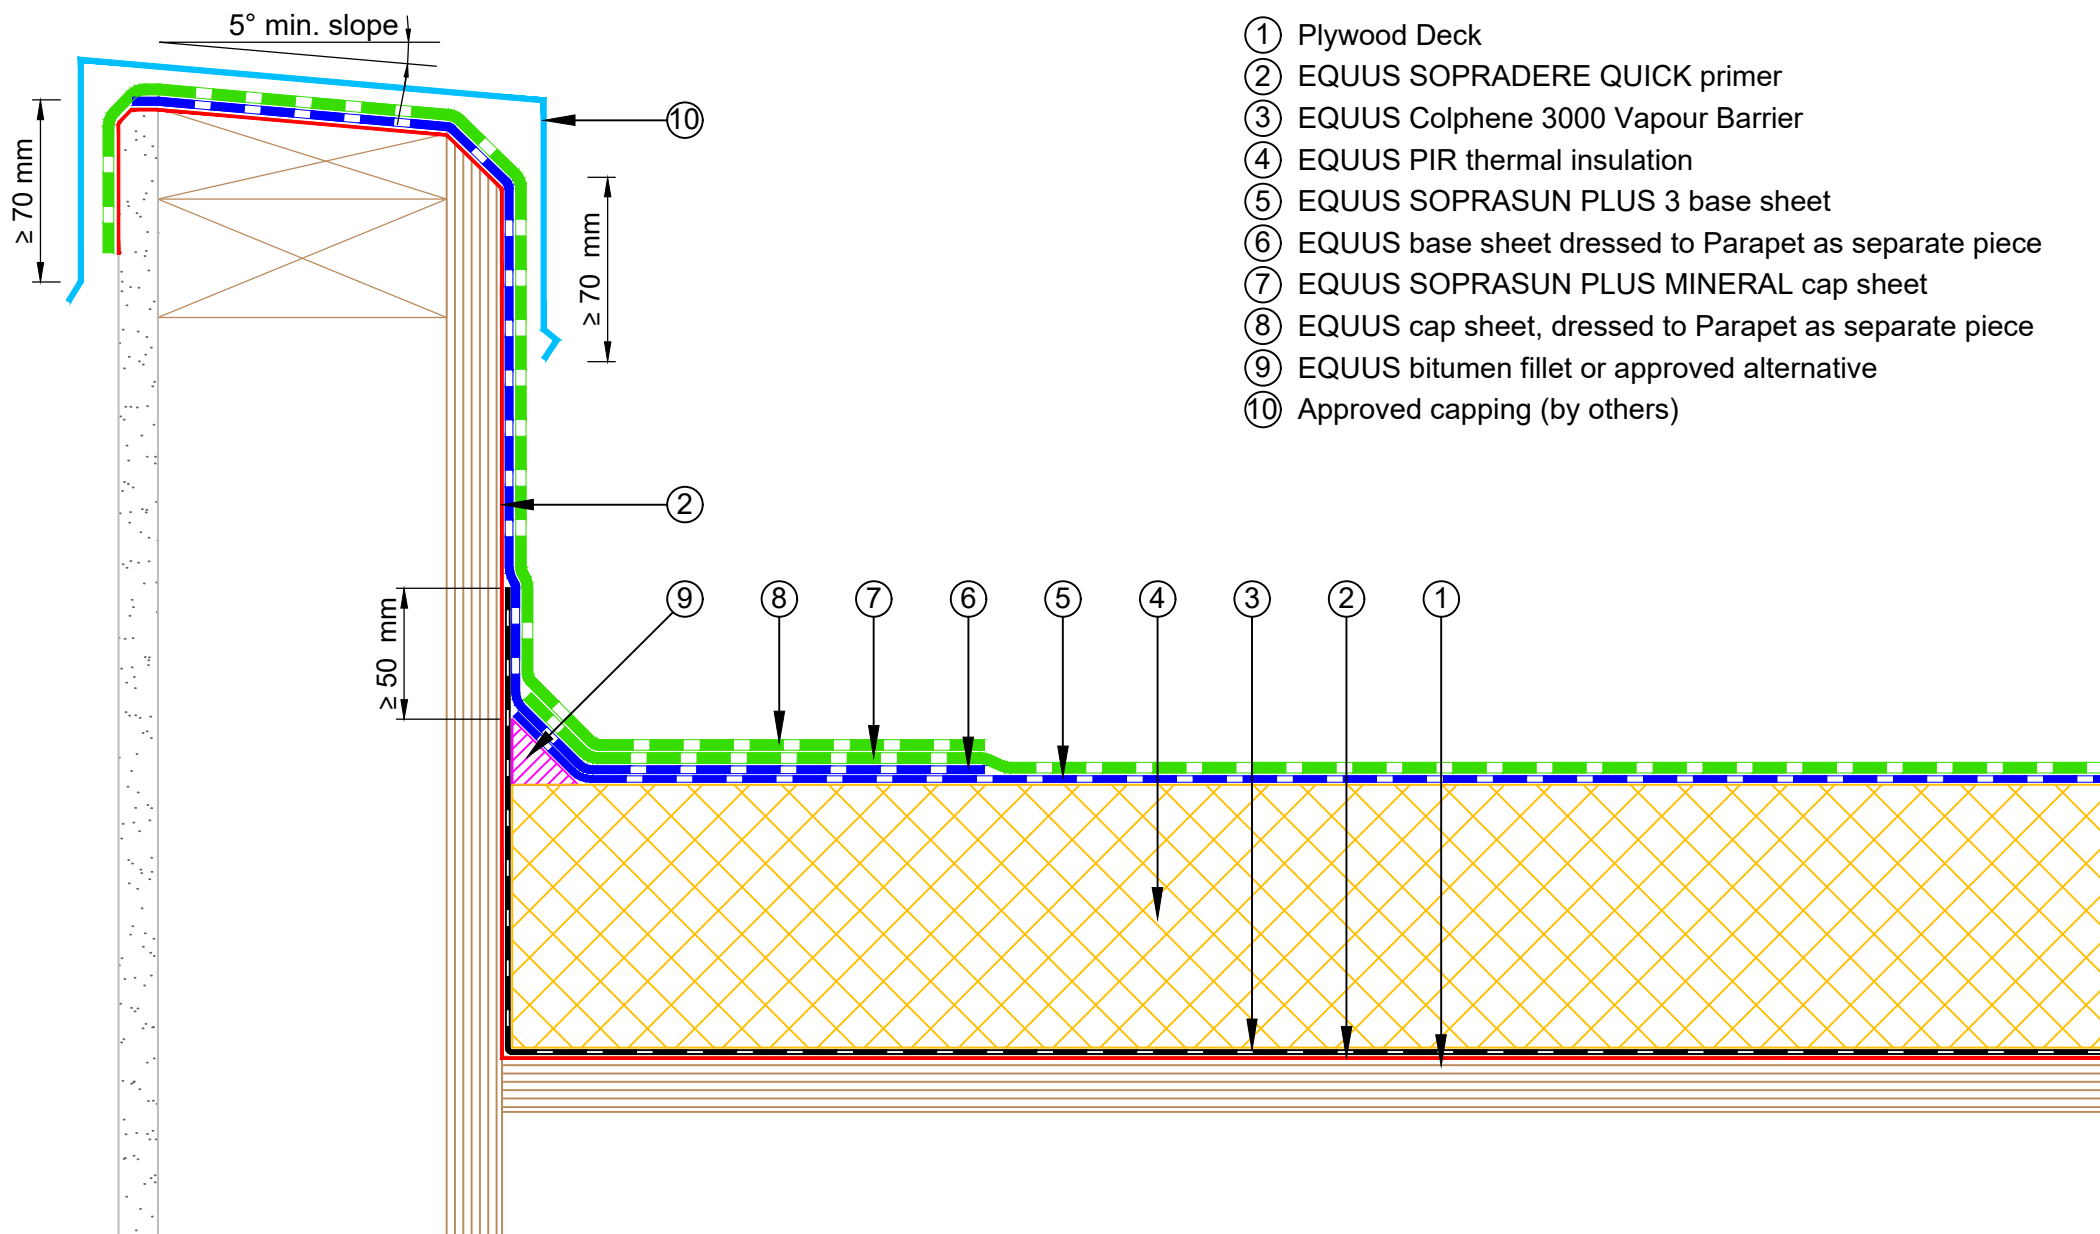 5° min. slope
① Plywood Deck
② EQUUS SOPRADERE QUICK primer
③ EQUUS Colphene 3000 Vapour Barrier
④ EQUUS PIR thermal insulation
⑤ EQUUS SOPRASUN PLUS 3 base sheet
⑥ EQUUS base sheet dressed to Parapet as separate piece
⑦ EQUUS SOPRASUN PLUS MINERAL cap sheet
⑧ EQUUS cap sheet, dressed to Parapet as separate piece
⑨ EQUUS bitumen fillet or approved alternative
⑩ Approved capping (by others)
⑩
≥ 70 mm
≥ 70 mm
②
≥ 50 mm
⑨ ⑧ ⑦ ⑥ ⑤ ④ ③ ② ①